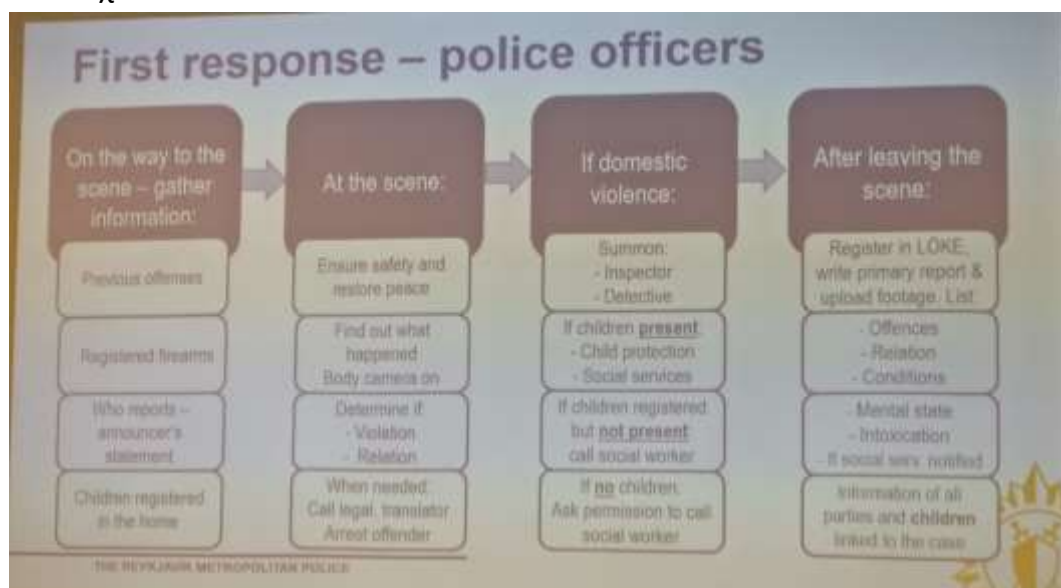 First response – police officers
On the way to the
scene – gather
information:
Previous offenses
Registered firearms
Who reports –
announcer's
statement
Children registered
in the home
At the scene:
Ensure safety and
restore peace
Find out what
happened
Body camera on
Determine if:
- Violation
- Relation
When needed:
Call legal, translator
Arrest offender
If domestic
violence:
Summon:
- Inspector
- Detective
If children present:
- Child protection
- Social services
If children registered
but not present:
call social worker
If no children:
Ask permission to call
social worker
After leaving the
scene:
Register in LÖKE,
write primary report &
upload footage. List:
- Offences
- Relation
- Conditions
- Mental state
- Intoxocation
- If social serv. notified
Information of all
parties and children
linked to the case
THE REYKJAVIK METROPOLITAN POLICE